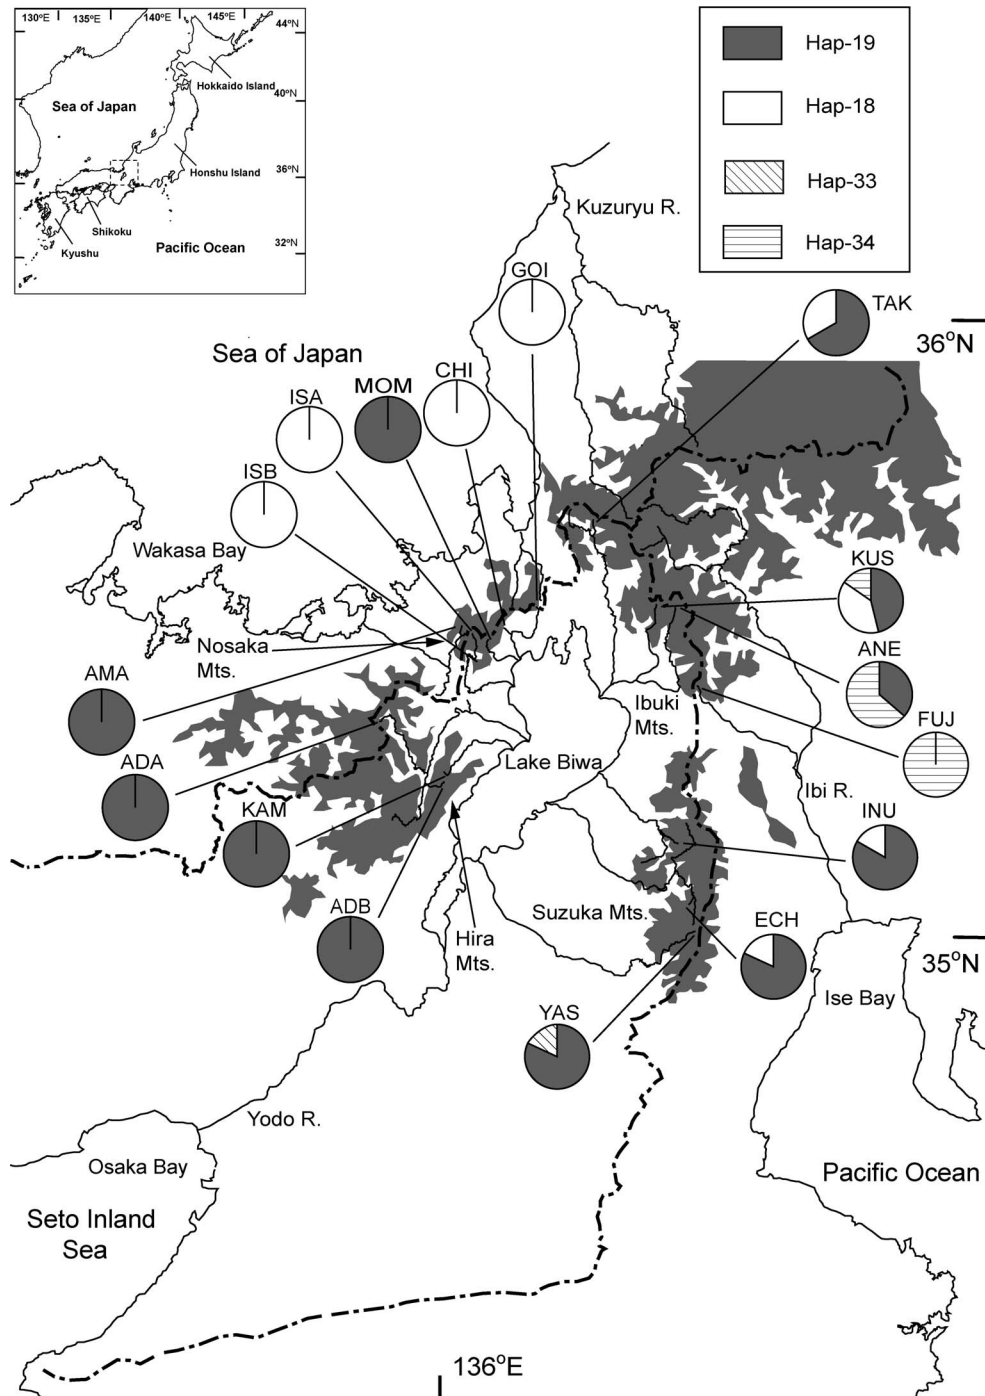 130°E 135°E 140°E 145°E
44°N
Hokkaido Island
40°N
Sea of Japan
Honshu Island
36°N
Shikoku
Kyushu
Pacific Ocean
32°N
Hap-19
Hap-18
Hap-33
Hap-34
Kuzuryu R.
GOI
TAK
36°N
Sea of Japan
CHI
MOM
ISA
ISB
Wakasa Bay
KUS
Nosaka
Mts.
ANE
AMA
Ibuki
Mts.
FUJ
ADA
Lake Biwa
Ibi R.
KAM
INU
ADB
Suzuka Mts.
ECH
Hira
Mts.
35°N
Ise Bay
YAS
Yodo R.
Osaka Bay
Pacific Ocean
Seto Inland
Sea
136°E